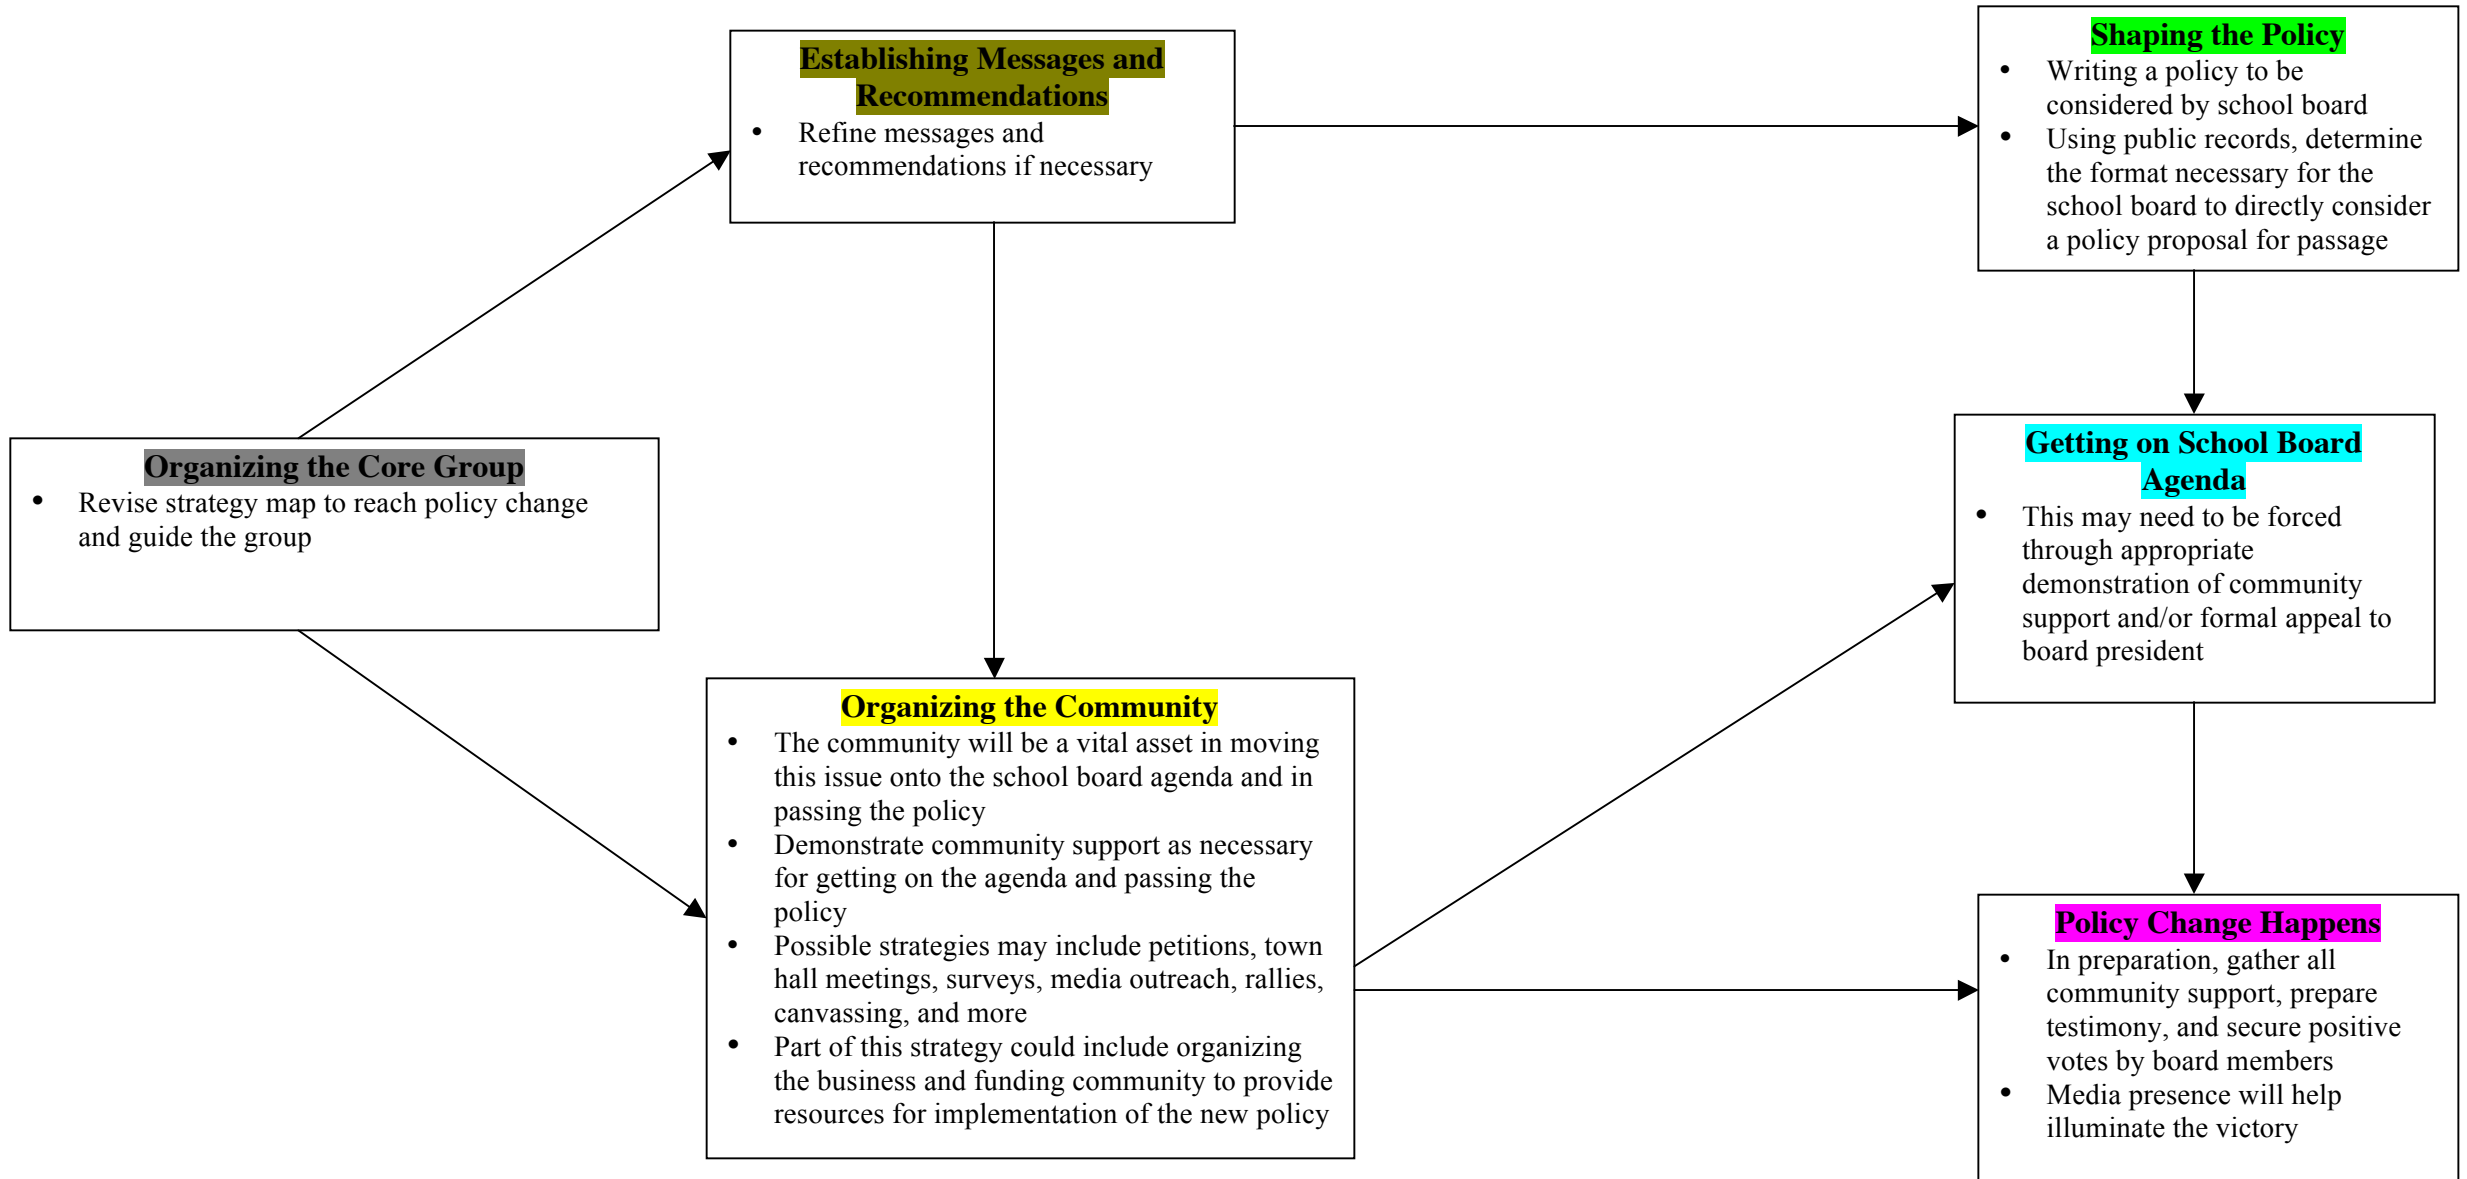 Establishing Messages and
Recommendations
• Refine messages and
recommendations if necessary
Shaping the Policy
• Writing a policy to be
considered by school board
• Using public records, determine
the format necessary for the
school board to directly consider
a policy proposal for passage
Organizing the Core Group
• Revise strategy map to reach policy change
and guide the group
Getting on School Board
Agenda
• This may need to be forced
through appropriate
demonstration of community
support and/or formal appeal to
board president
Organizing the Community
• The community will be a vital asset in moving
this issue onto the school board agenda and in
passing the policy
• Demonstrate community support as necessary
for getting on the agenda and passing the
policy
• Possible strategies may include petitions, town
hall meetings, surveys, media outreach, rallies,
canvassing, and more
• Part of this strategy could include organizing
the business and funding community to provide
resources for implementation of the new policy
Policy Change Happens
• In preparation, gather all
community support, prepare
testimony, and secure positive
votes by board members
• Media presence will help
illuminate the victory